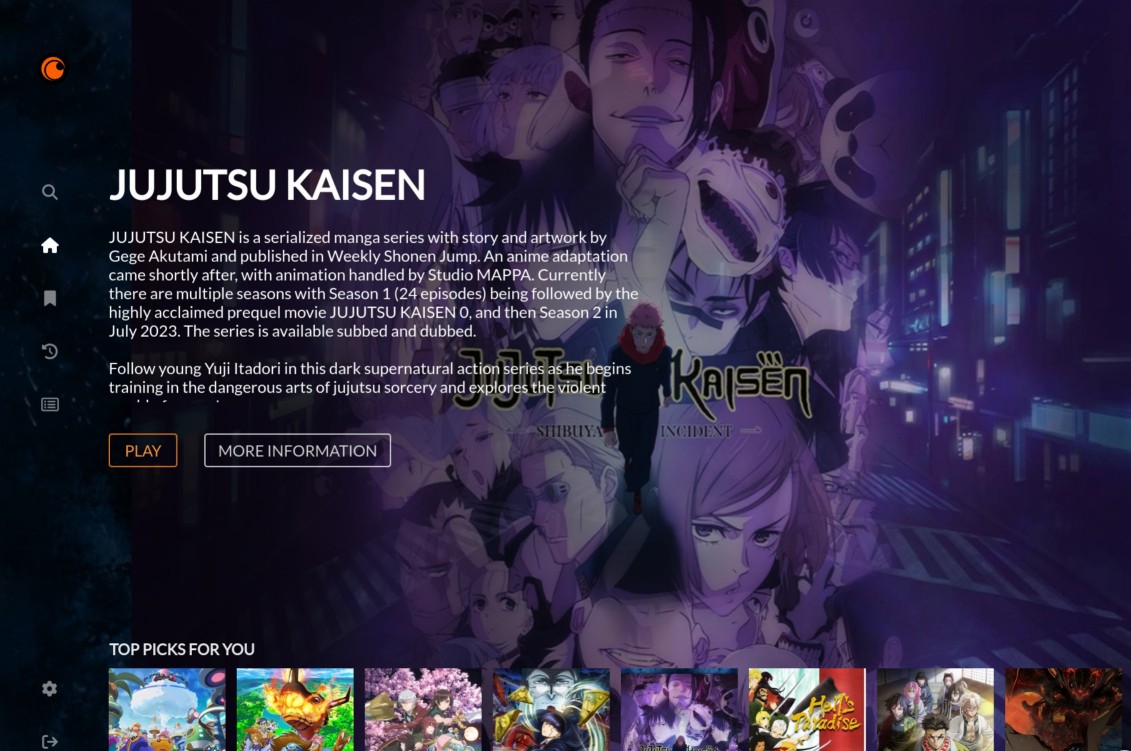 JUJUTSU KAISEN
JUJUTSU KAISEN is a serialized manga series with story and artwork by
Gege Akutami and published in Weekly Shonen Jump. An anime adaptation
came shortly after, with animation handled by Studio MAPPA. Currently
there are multiple seasons with Season 1 (24 episodes) being followed by the
highly acclaimed prequel movie JUJUTSU KAISEN 0, and then Season 2 in
July 2023. The series is available subbed and dubbed.
Follow young Yuji Itadori in this dark supernatural action series as he begins
training in the dangerous arts of jujutsu sorcery and explores the violent
JUJUTSU KAISEN
SHIBUYA INCIDENT
PLAY
MORE INFORMATION
TOP PICKS FOR YOU
Hell's
Paradise